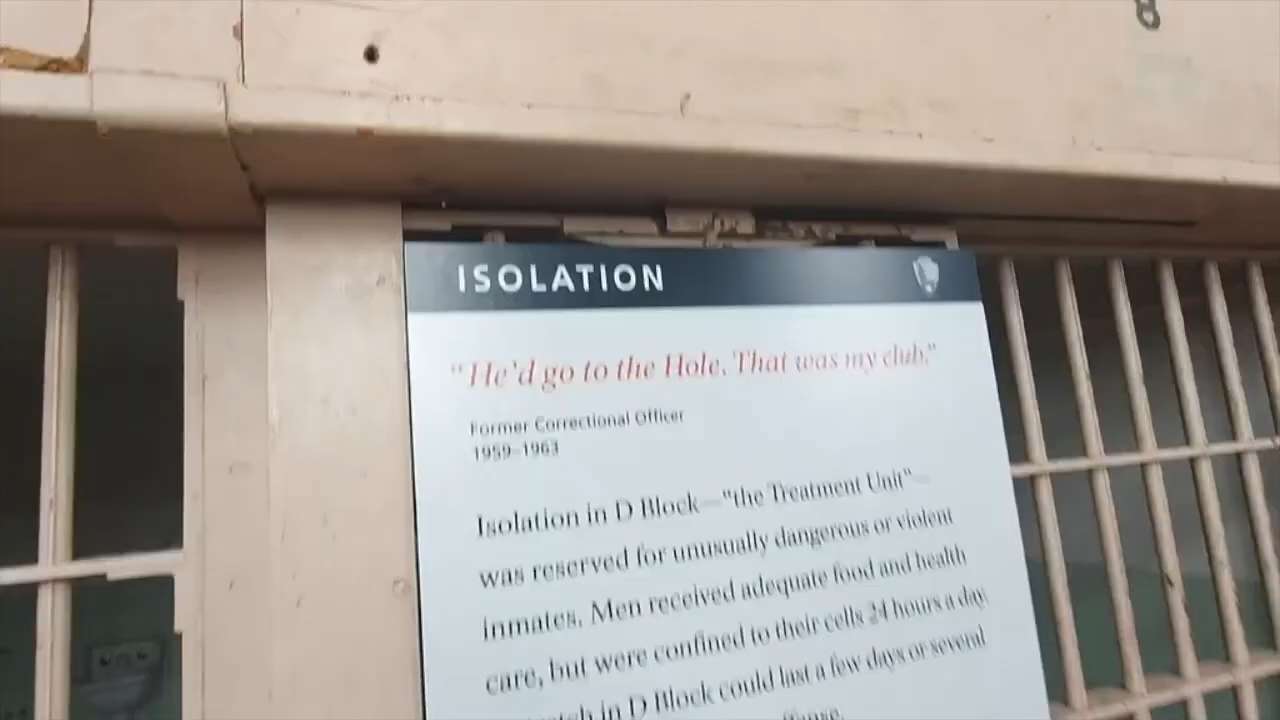 8
ISOLATION
"He'd go to the Hole. That was my club."
Former Correctional Officer
1959–1963
Isolation in D Block—"the Treatment Unit"—
was reserved for unusually dangerous or violent
inmates. Men received adequate food and health
care, but were confined to their cells 24 hours a day.
in D Block could last a few days or several